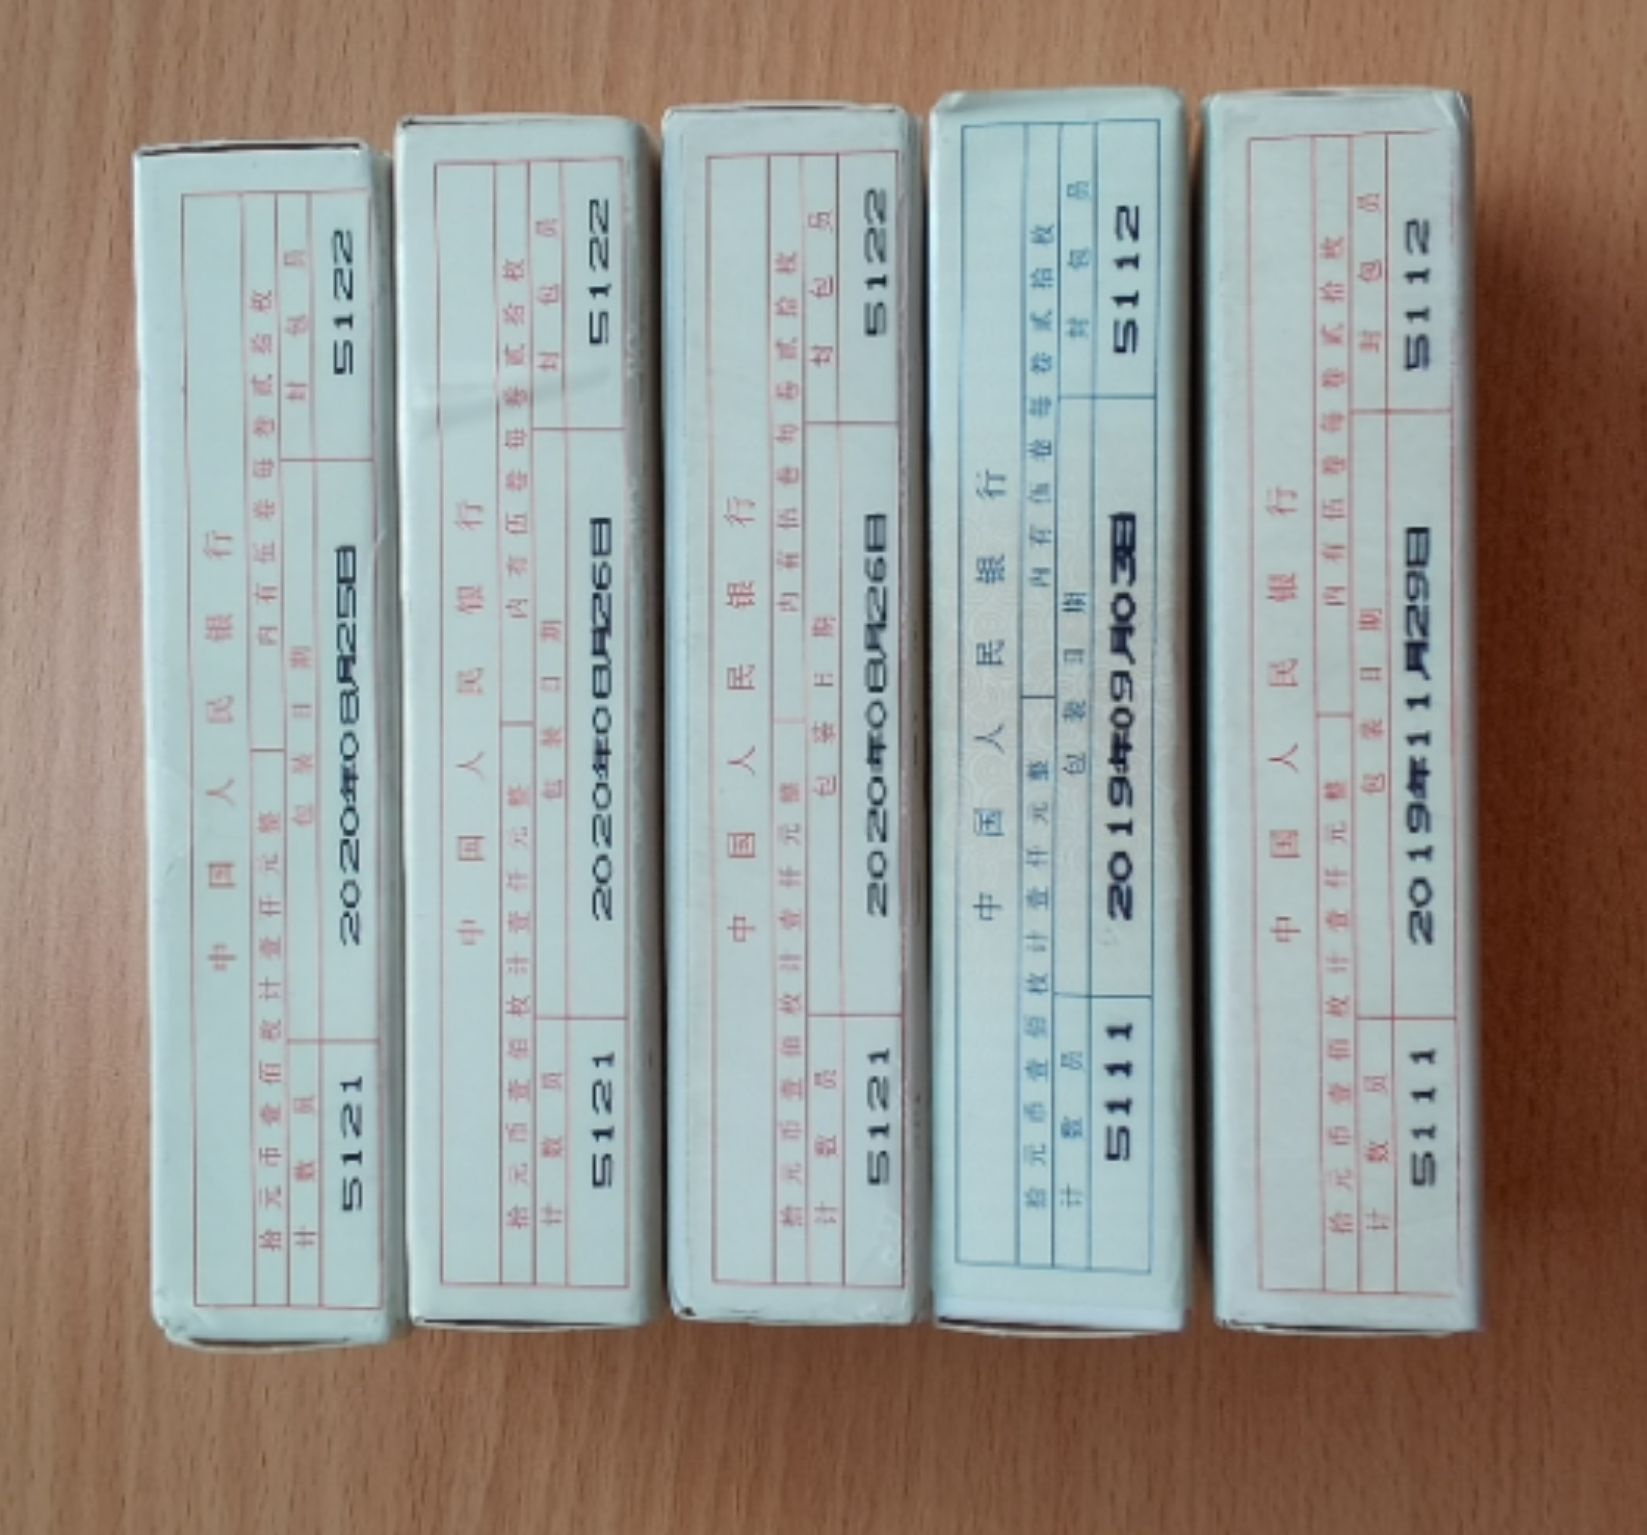 中国人民银行
拾元币壹佰枚计壹仟元整 内有伍卷每卷贰拾枚
计数员 包装日期 封包员
5121 2020年08月25日 5122
中国人民银行
拾元币壹佰枚计壹仟元整 内有伍卷每卷贰拾枚
计数员 包装日期 封包员
5121 2020年08月26日 5122
中国人民银行
拾元币壹佰枚计壹仟元整 内有伍卷每卷贰拾枚
计数员 包装日期 封包员
5121 2020年08月26日 5122
中国人民银行
拾元币壹佰枚计壹仟元整 内有伍卷每卷贰拾枚
计数员 包装日期 封包员
5111 2019年09月03日 5112
中国人民银行
拾元币壹佰枚计壹仟元整 内有伍卷每卷贰拾枚
计数员 包装日期 封包员
5111 2019年11月29日 5112